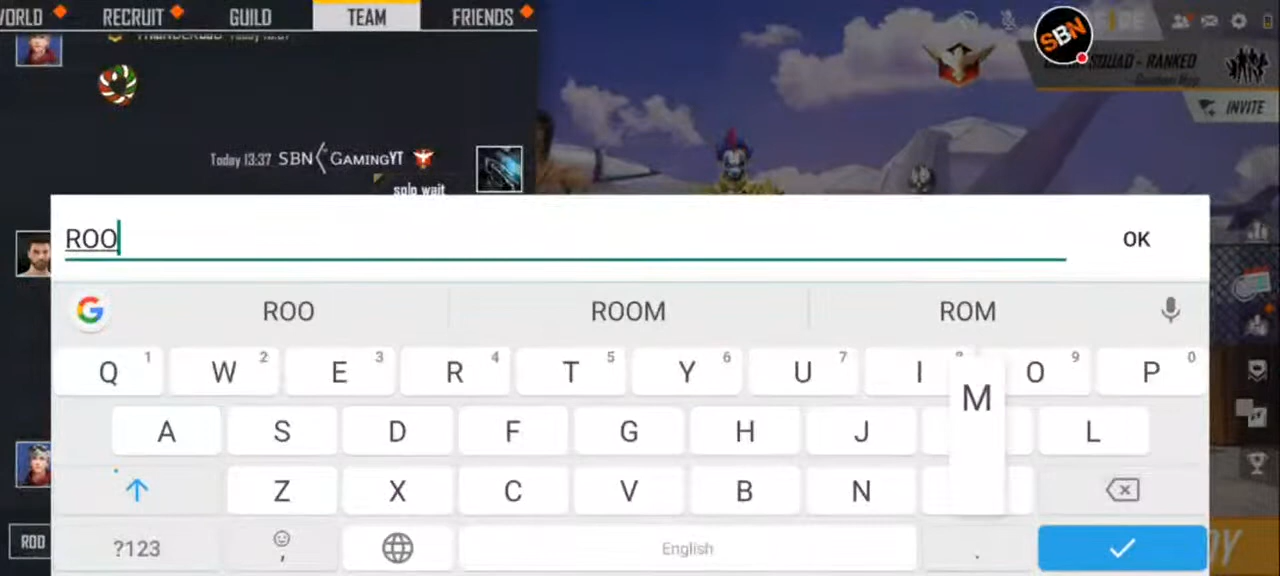 WORLD RECRUIT GUILD TEAM FRIENDS
Today 13:37 SBN GAMINGYT
solo wait
SBN
SQUAD - RANKED
INVITE
ROO
OK
ROO ROOM ROM
Q 1 W 2 E 3 R 4 T 5 Y 6 U 7 I O 9 P 0
M
A S D F G H J L
Z X C V B N
?123 , English .
ROO